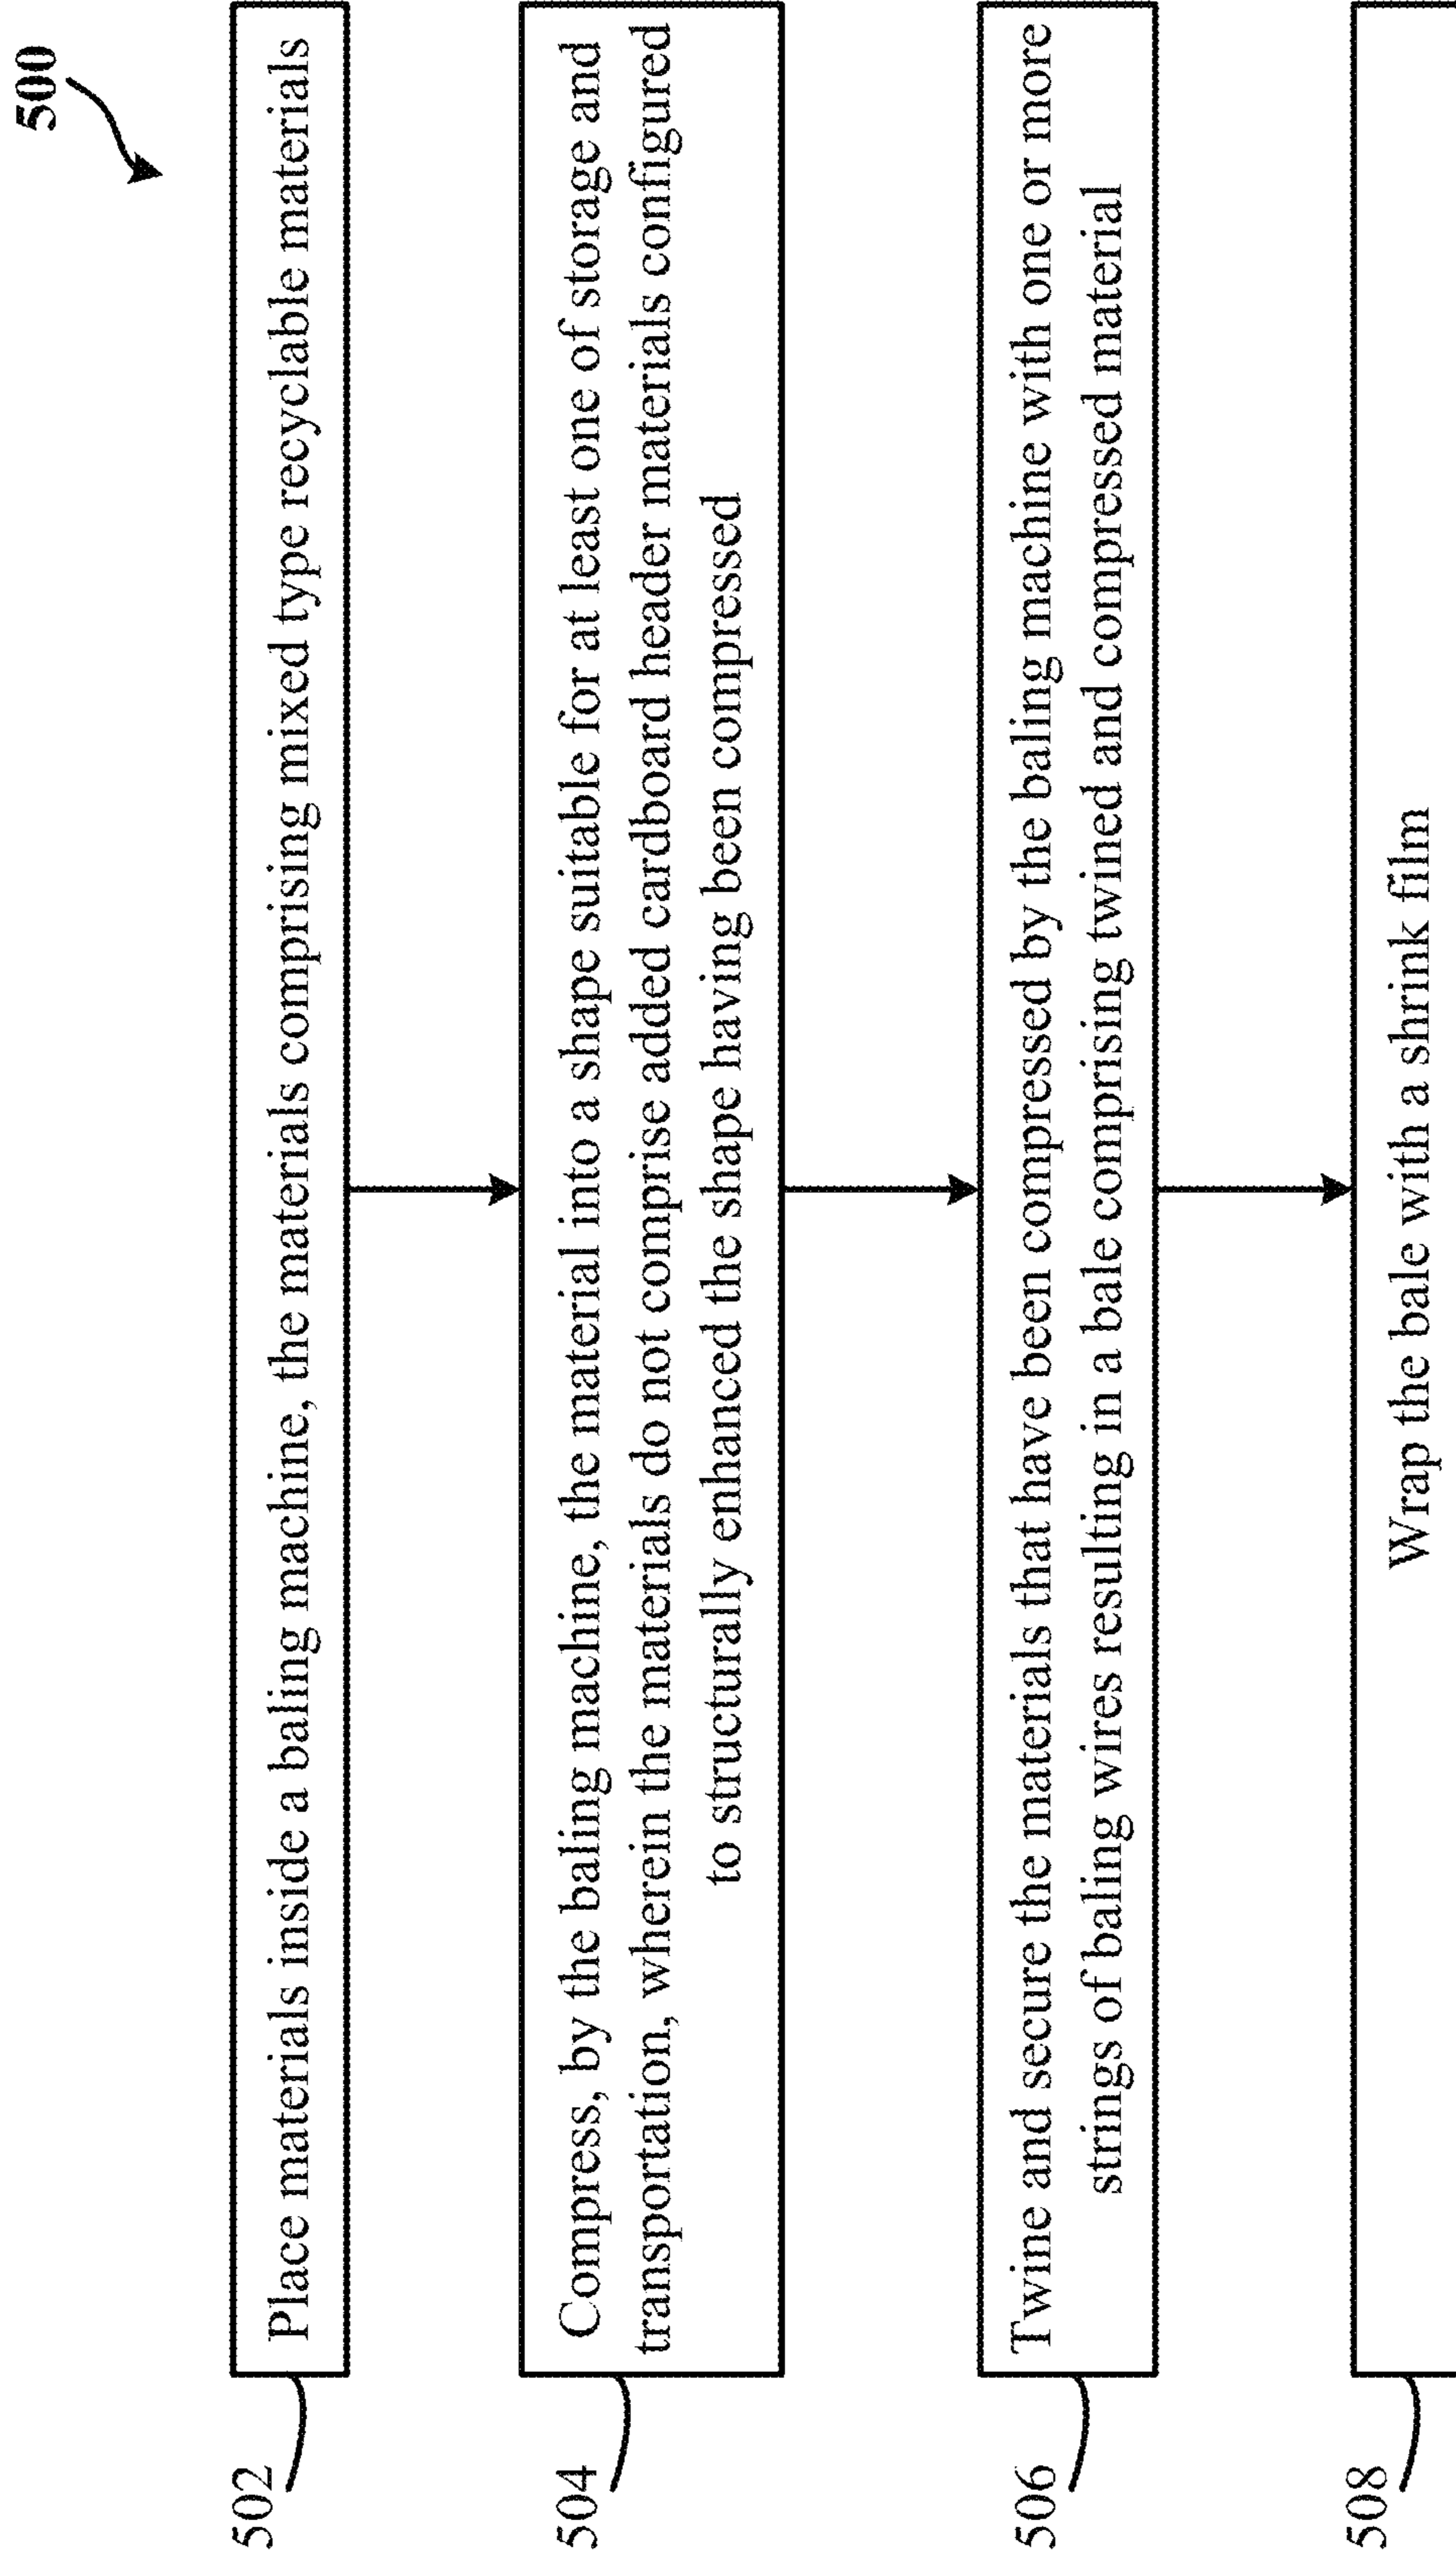 500
502
Place materials inside a baling machine, the materials comprising mixed type recyclable materials
504
Compress, by the baling machine, the material into a shape suitable for at least one of storage and
transportation, wherein the materials do not comprise added cardboard header materials configured
to structurally enhanced the shape having been compressed
506
Twine and secure the materials that have been compressed by the baling machine with one or more
strings of baling wires resulting in a bale comprising twined and compressed material
508
Wrap the bale with a shrink film